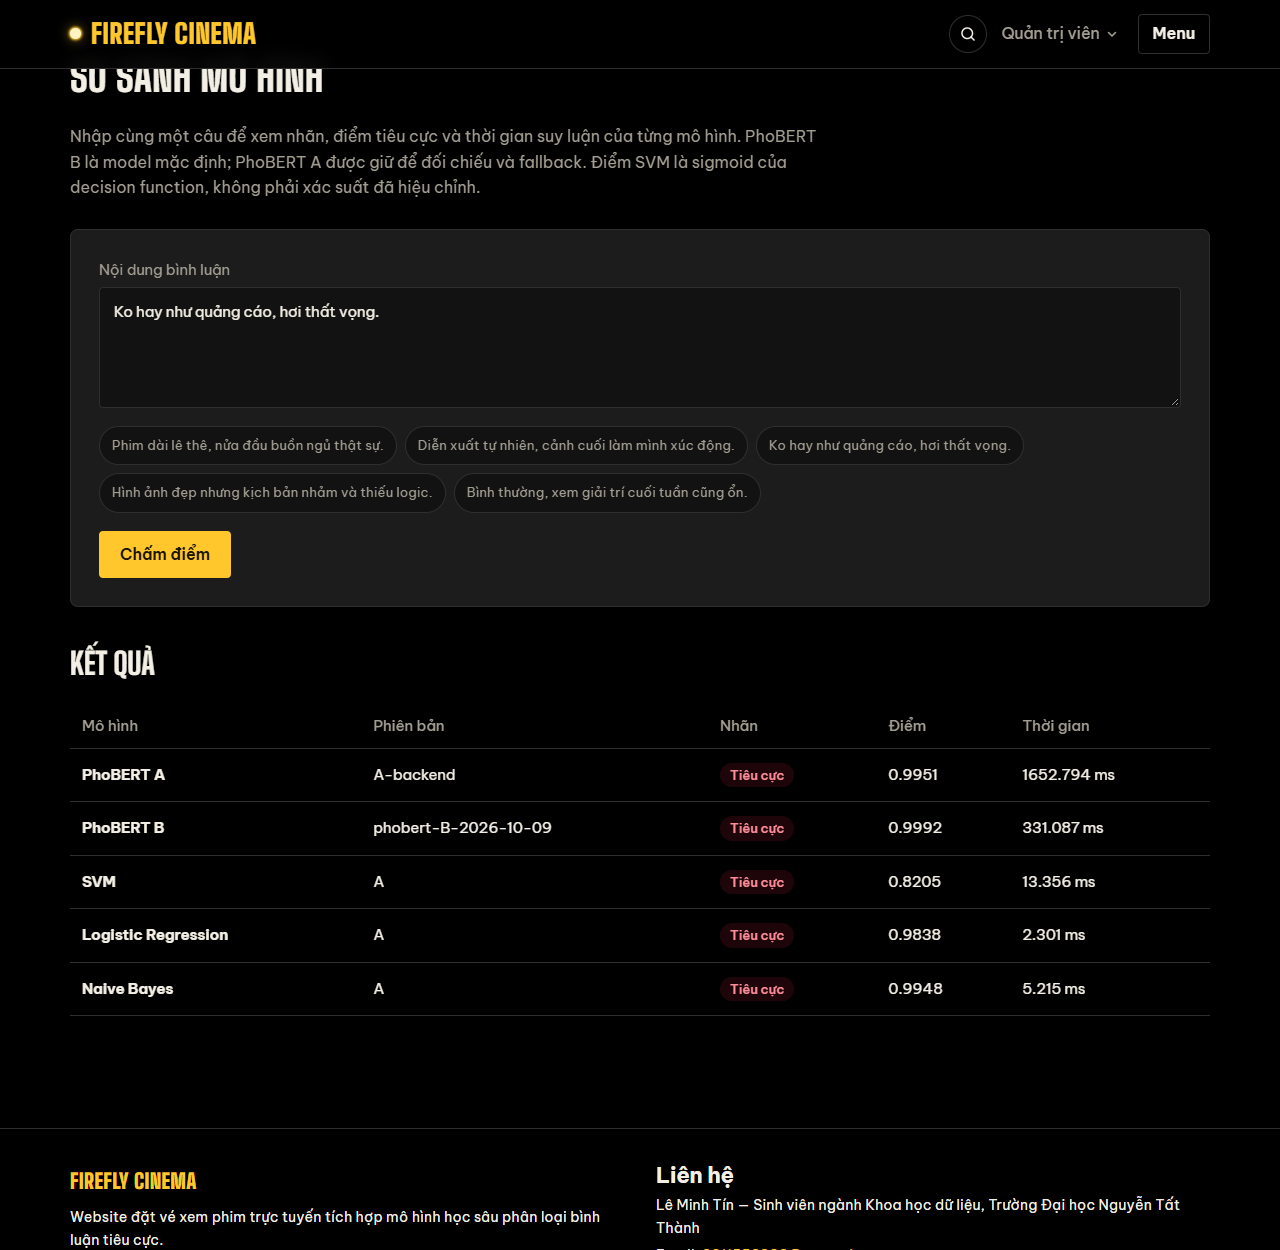 FIREFLY CINEMA
Quản trị viên
Menu
SO SÁNH MÔ HÌNH
Nhập cùng một câu để xem nhãn, điểm tiêu cực và thời gian suy luận của từng mô hình. PhoBERT
B là model mặc định; PhoBERT A được giữ để đối chiếu và fallback. Điểm SVM là sigmoid của
decision function, không phải xác suất đã hiệu chỉnh.
Nội dung bình luận
Ko hay như quảng cáo, hơi thất vọng.
Phim dài lê thê, nửa đầu buồn ngủ thật sự.
Diễn xuất tự nhiên, cảnh cuối làm mình xúc động.
Ko hay như quảng cáo, hơi thất vọng.
Hình ảnh đẹp nhưng kịch bản nhảm và thiếu logic.
Bình thường, xem giải trí cuối tuần cũng ổn.
Chấm điểm
KẾT QUẢ
Mô hình Phiên bản Nhãn Điểm Thời gian
PhoBERT A A-backend Tiêu cực 0.9951 1652.794 ms
PhoBERT B phobert-B-2026-10-09 Tiêu cực 0.9992 331.087 ms
SVM A Tiêu cực 0.8205 13.356 ms
Logistic Regression A Tiêu cực 0.9838 2.301 ms
Naive Bayes A Tiêu cực 0.9948 5.215 ms
FIREFLY CINEMA
Website đặt vé xem phim trực tuyến tích hợp mô hình học sâu phân loại bình
luận tiêu cực.
Liên hệ
Lê Minh Tín — Sinh viên ngành Khoa học dữ liệu, Trường Đại học Nguyễn Tất
Thành